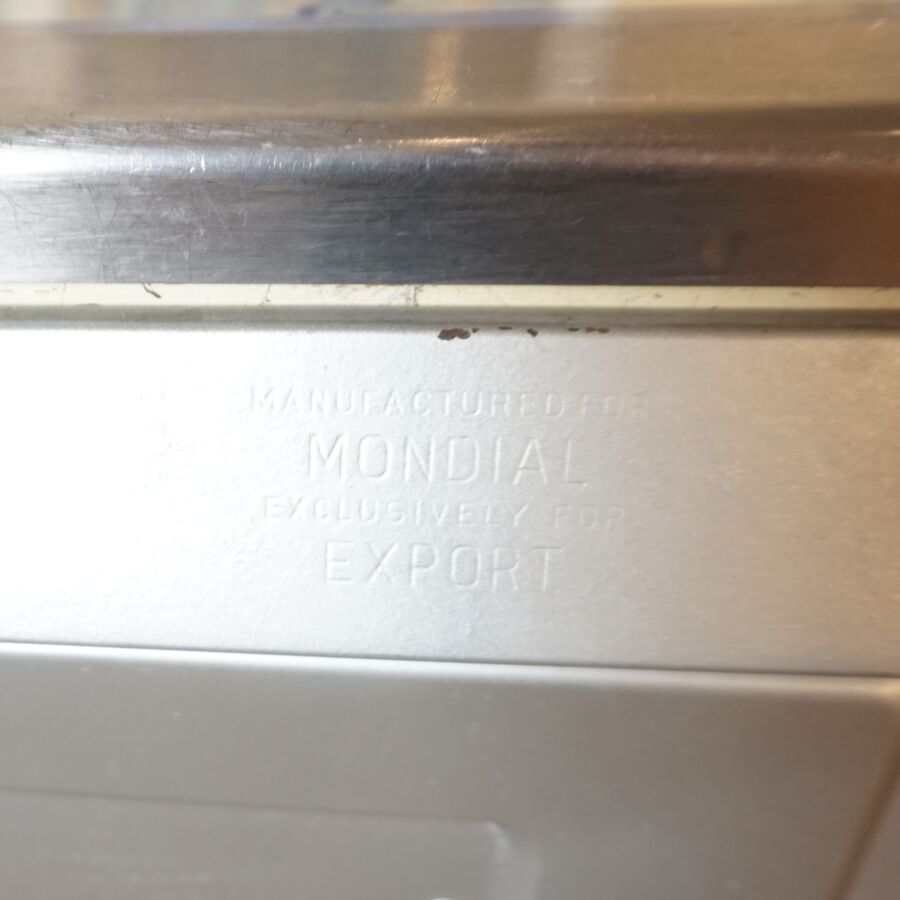 MANUFACTURED FOR
MONDIAL
EXCLUSIVELY FOR
EXPORT